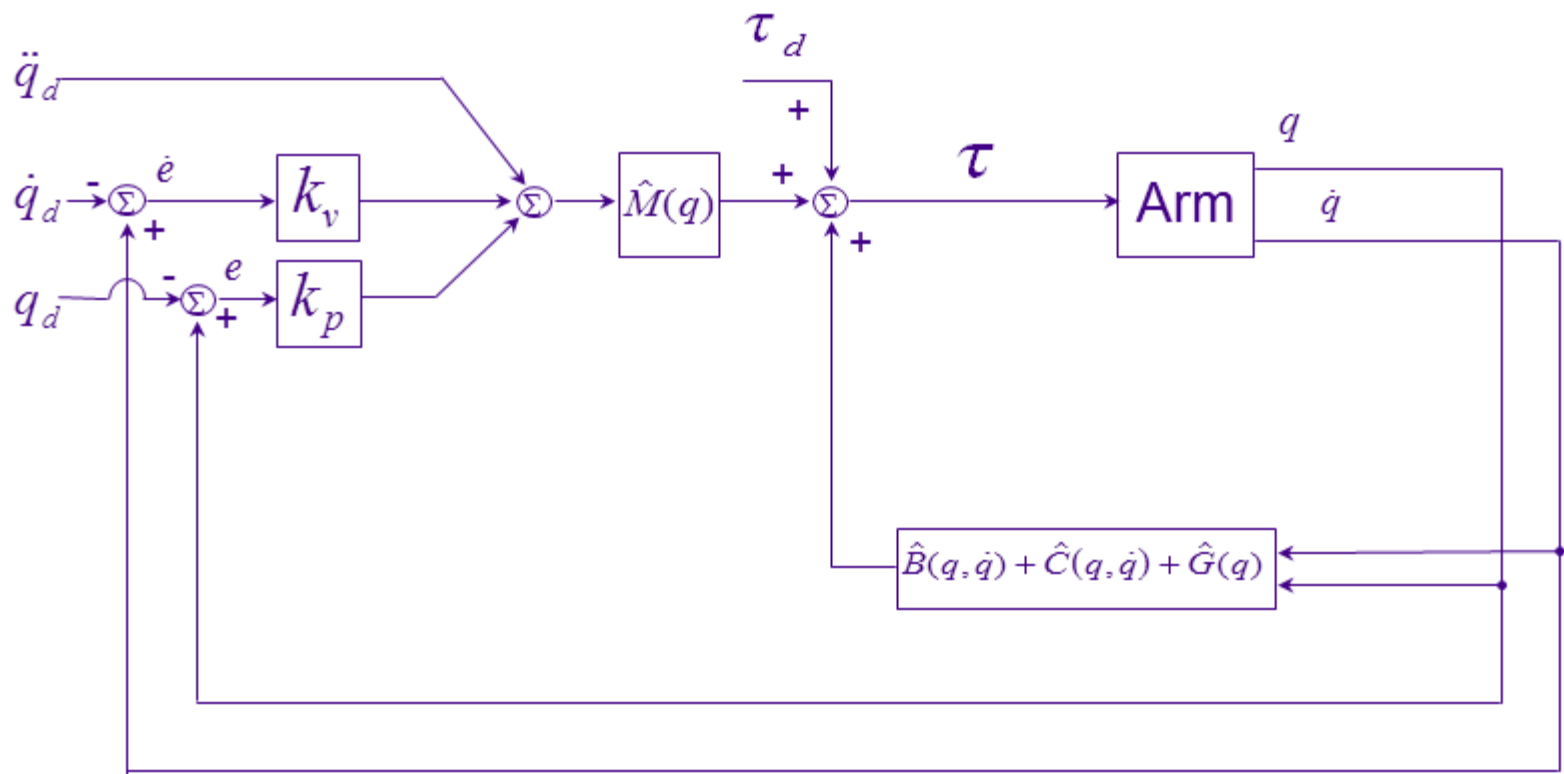 τ_d
q̈_d
q̇_d - Σ + ė k_v Σ M̂(q) + + Σ + τ Arm q q̇
q_d - Σ + e k_p
B̂(q, q̇) + Ĉ(q, q̇) + Ĝ(q)